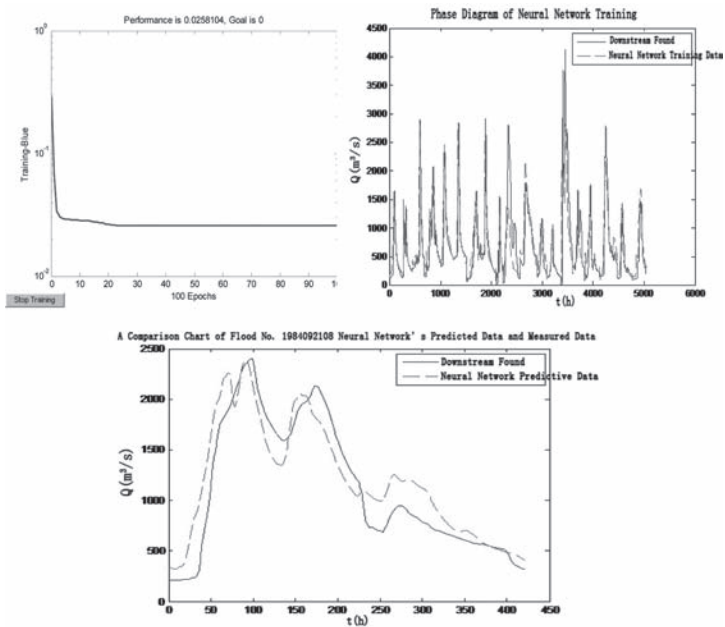 Performance is 0.0258104, Goal is 0
10⁰
10⁻¹
10⁻²
Training-Blue
0 10 20 30 40 50 60 70 80 90 10
100 Epochs
Stop Training
Phase Diagram of Neural Network Training
Downstream Found
Neural Network Training Data
4500
4000
3500
3000
2500
2000
1500
1000
500
0
Q(m³/s)
0 1000 2000 3000 4000 5000 6000
t(h)
A Comparison Chart of Flood No. 1984092108 Neural Network's Predicted Data and Measured Data
Downstream Found
Neural Network Predictive Data
2500
2000
1500
1000
500
0
Q(m³/s)
0 50 100 150 200 250 300 350 400 450
t(h)